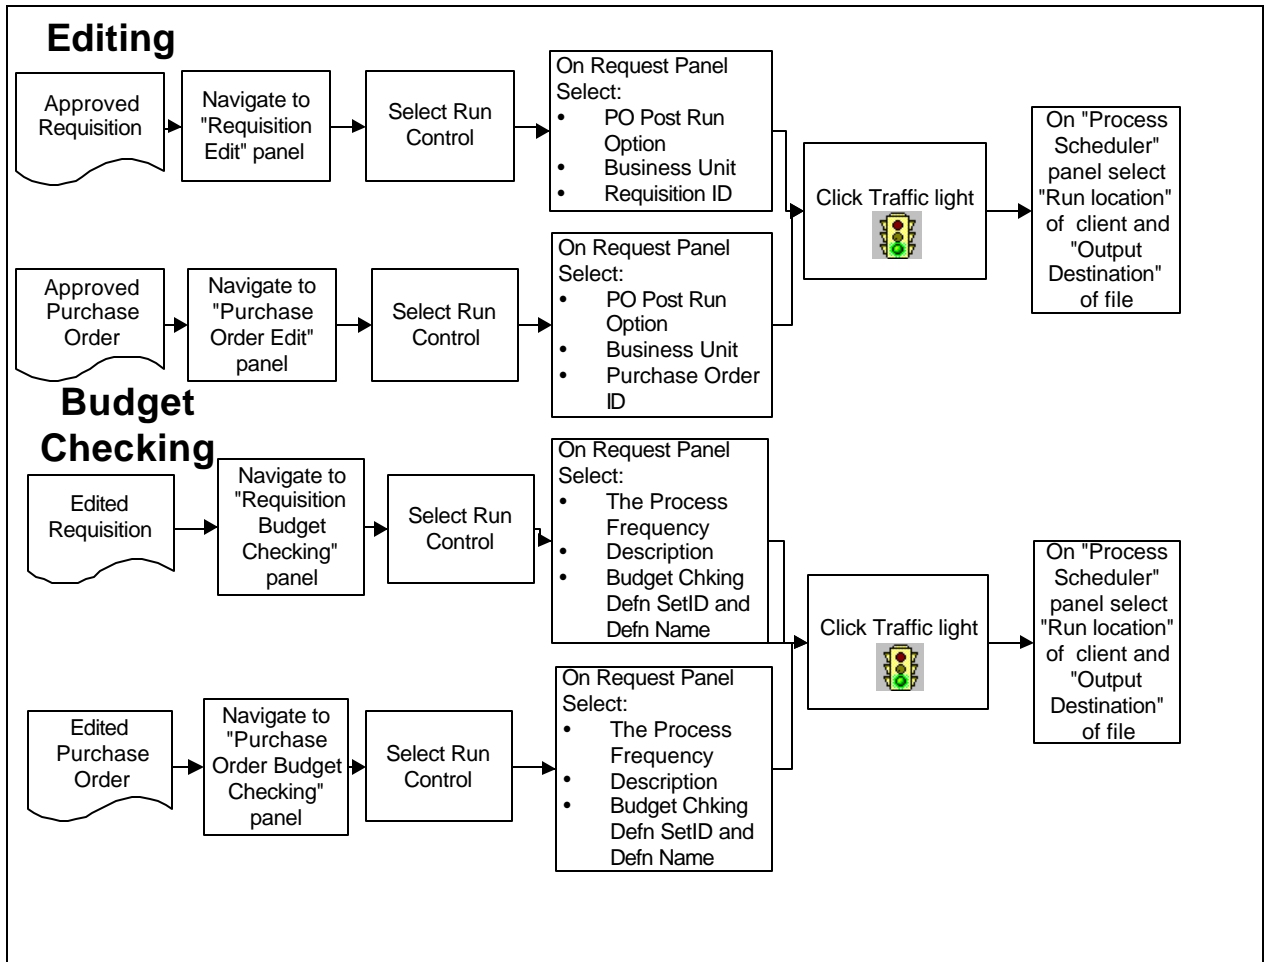 Editing
Approved
Requisition
Navigate to
"Requisition
Edit" panel
Select Run
Control
On Request Panel
Select:
• PO Post Run
Option
• Business Unit
• Requisition ID
Approved
Purchase
Order
Navigate to
"Purchase
Order Edit"
panel
Select Run
Control
On Request Panel
Select:
• PO Post Run
Option
• Business Unit
• Purchase Order
ID
Click Traffic light
On "Process
Scheduler"
panel select
"Run location"
of client and
"Output
Destination"
of file
Budget
Checking
Edited
Requisition
Navigate to
"Requisition
Budget
Checking"
panel
Select Run
Control
On Request Panel
Select:
• The Process
Frequency
• Description
• Budget Chking
Defn SetID and
Defn Name
Edited
Purchase
Order
Navigate to
"Purchase
Order Budget
Checking"
panel
Select Run
Control
On Request Panel
Select:
• The Process
Frequency
• Description
• Budget Chking
Defn SetID and
Defn Name
Click Traffic light
On "Process
Scheduler"
panel select
"Run location"
of client and
"Output
Destination"
of file